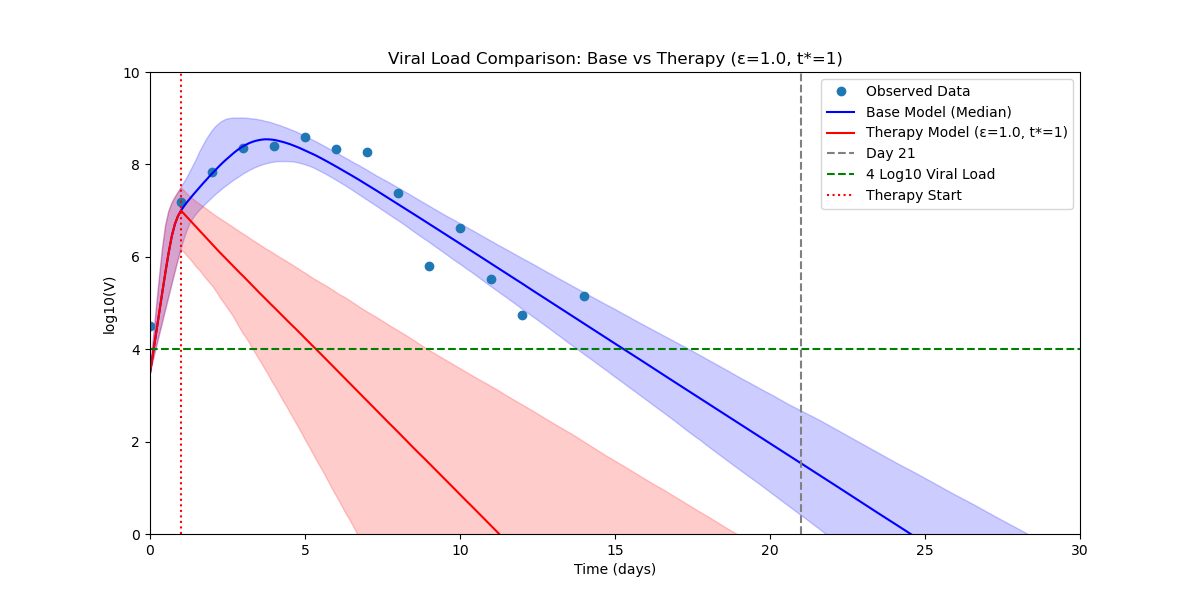 Viral Load Comparison: Base vs Therapy (ε=1.0, t*=1)
10
8
6
4
2
0
log10(V)
Observed Data
Base Model (Median)
Therapy Model (ε=1.0, t*=1)
Day 21
4 Log10 Viral Load
Therapy Start
0 5 10 15 20 25 30
Time (days)